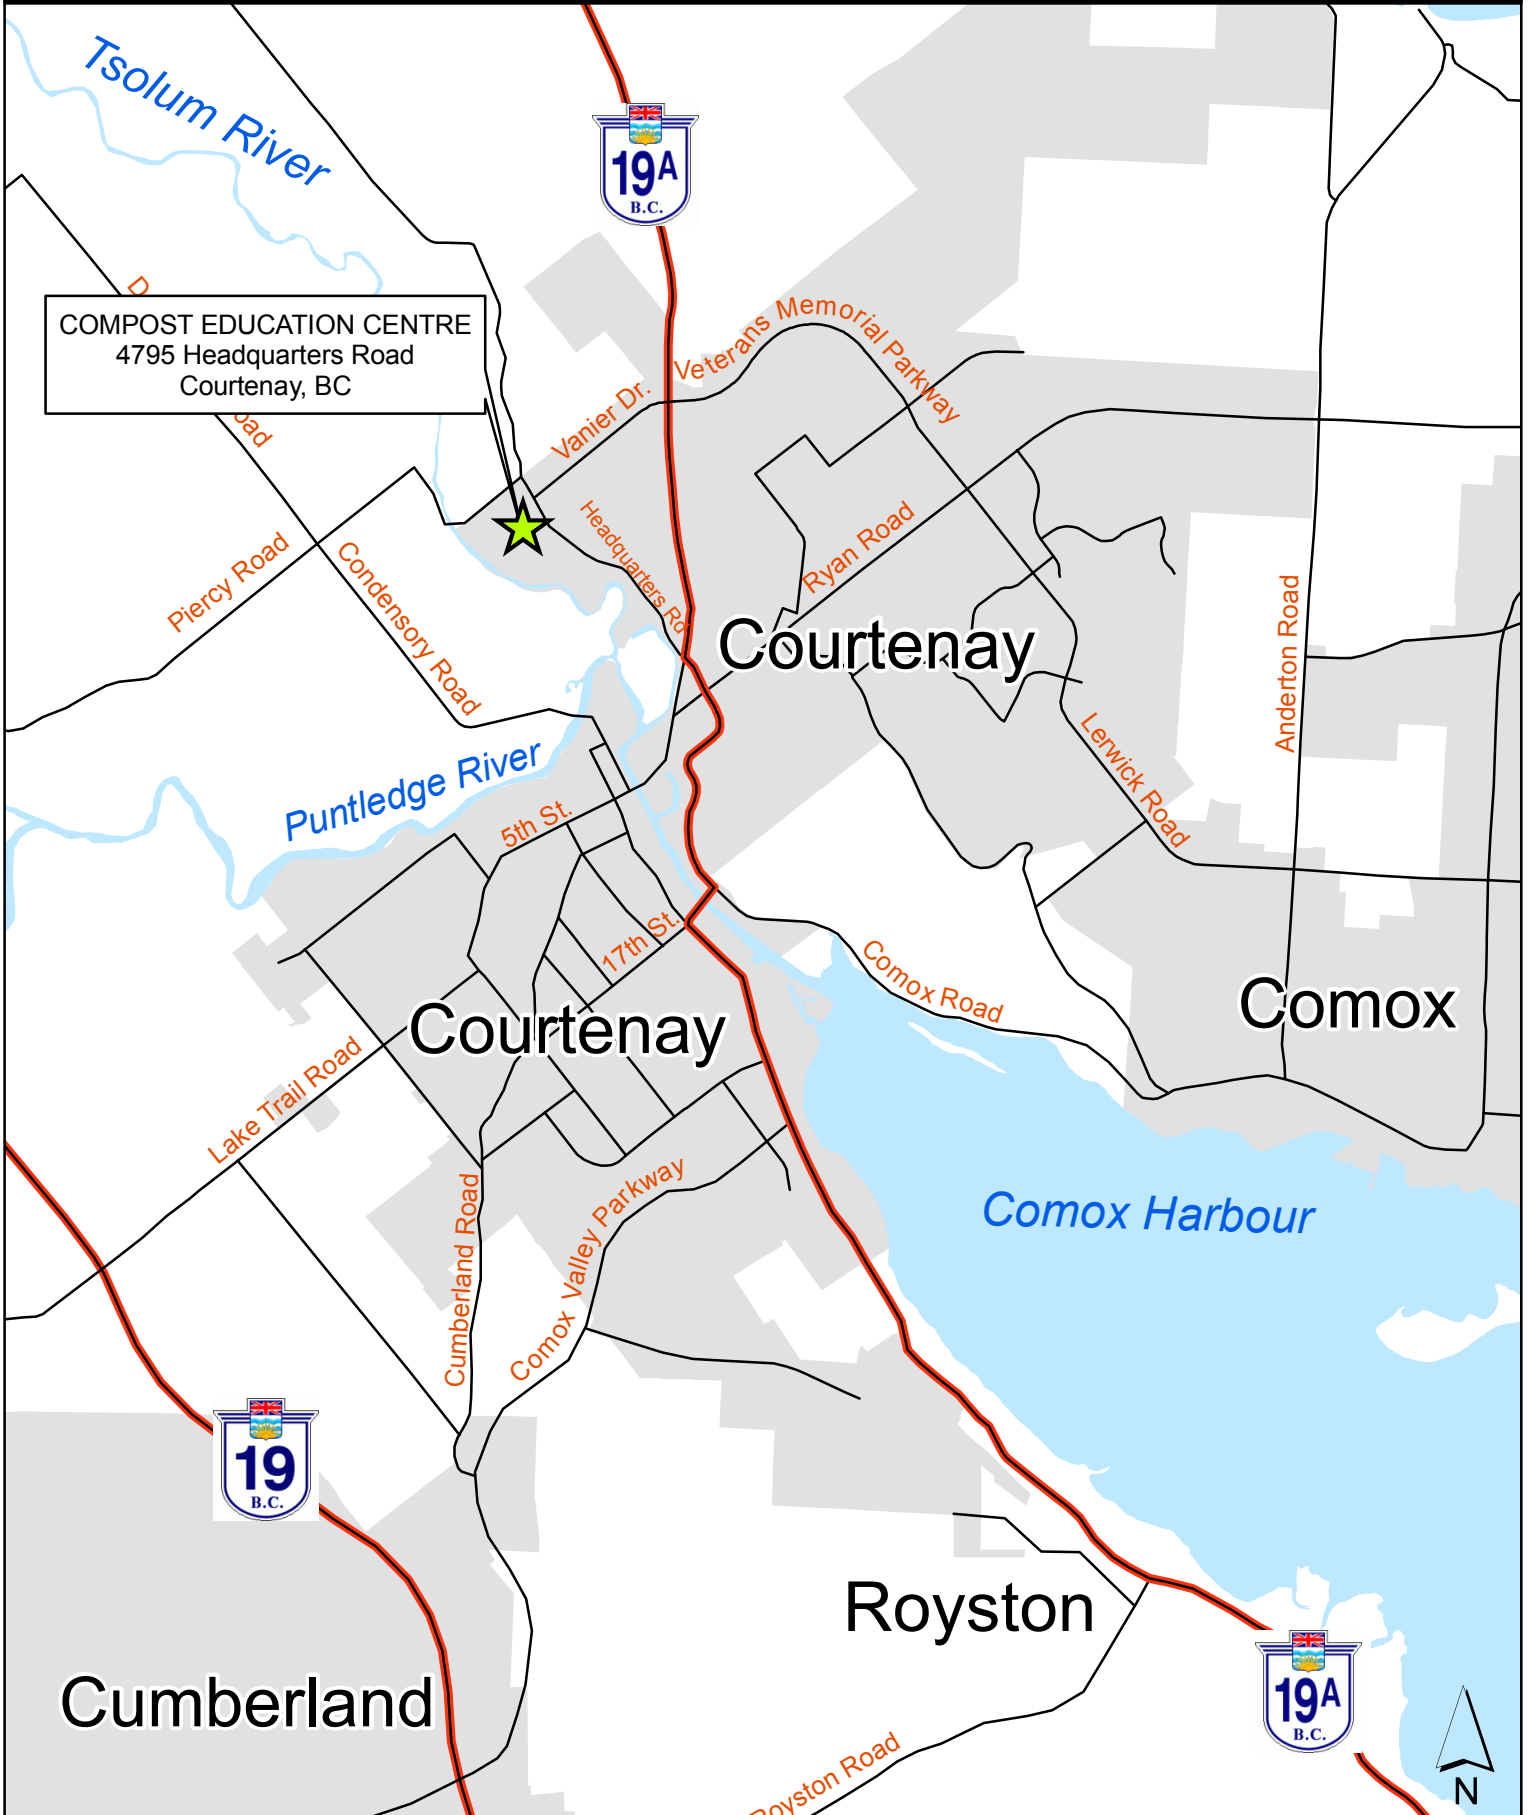 Tsolum River
19A
B.C.
COMPOST EDUCATION CENTRE
4795 Headquarters Road
Courtenay, BC
Veterans Memorial Parkway
Vanier Dr.
Headquarters Rd
Ryan Road
Piercy Road
Condensory Road
Courtenay
Anderton Road
Lerwick Road
Puntledge River
5th St.
17th St.
Comox Road
Comox
Courtenay
Lake Trail Road
Cumberland Road
Comox Valley Parkway
Comox Harbour
19
B.C.
Royston
Cumberland
19A
B.C.
Royston Road
N